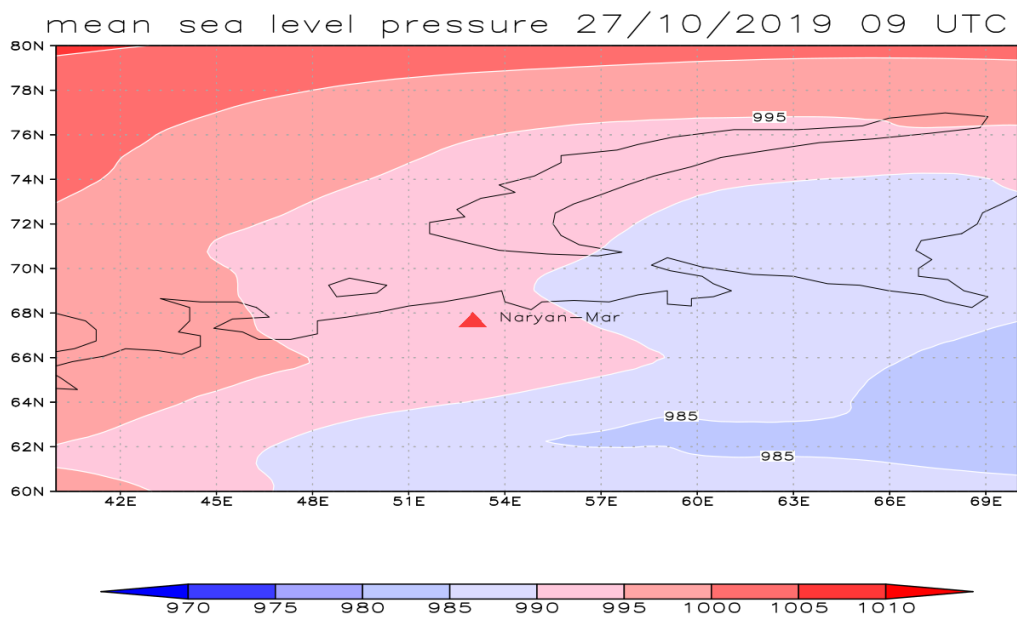 mean sea level pressure 27/10/2019 09 UTC
80N
78N
995
76N
74N
72N
70N
68N
Naryan-Mar
66N
64N
985
62N
985
60N
42E 45E 48E 51E 54E 57E 60E 63E 66E 69E
970 975 980 985 990 995 1000 1005 1010